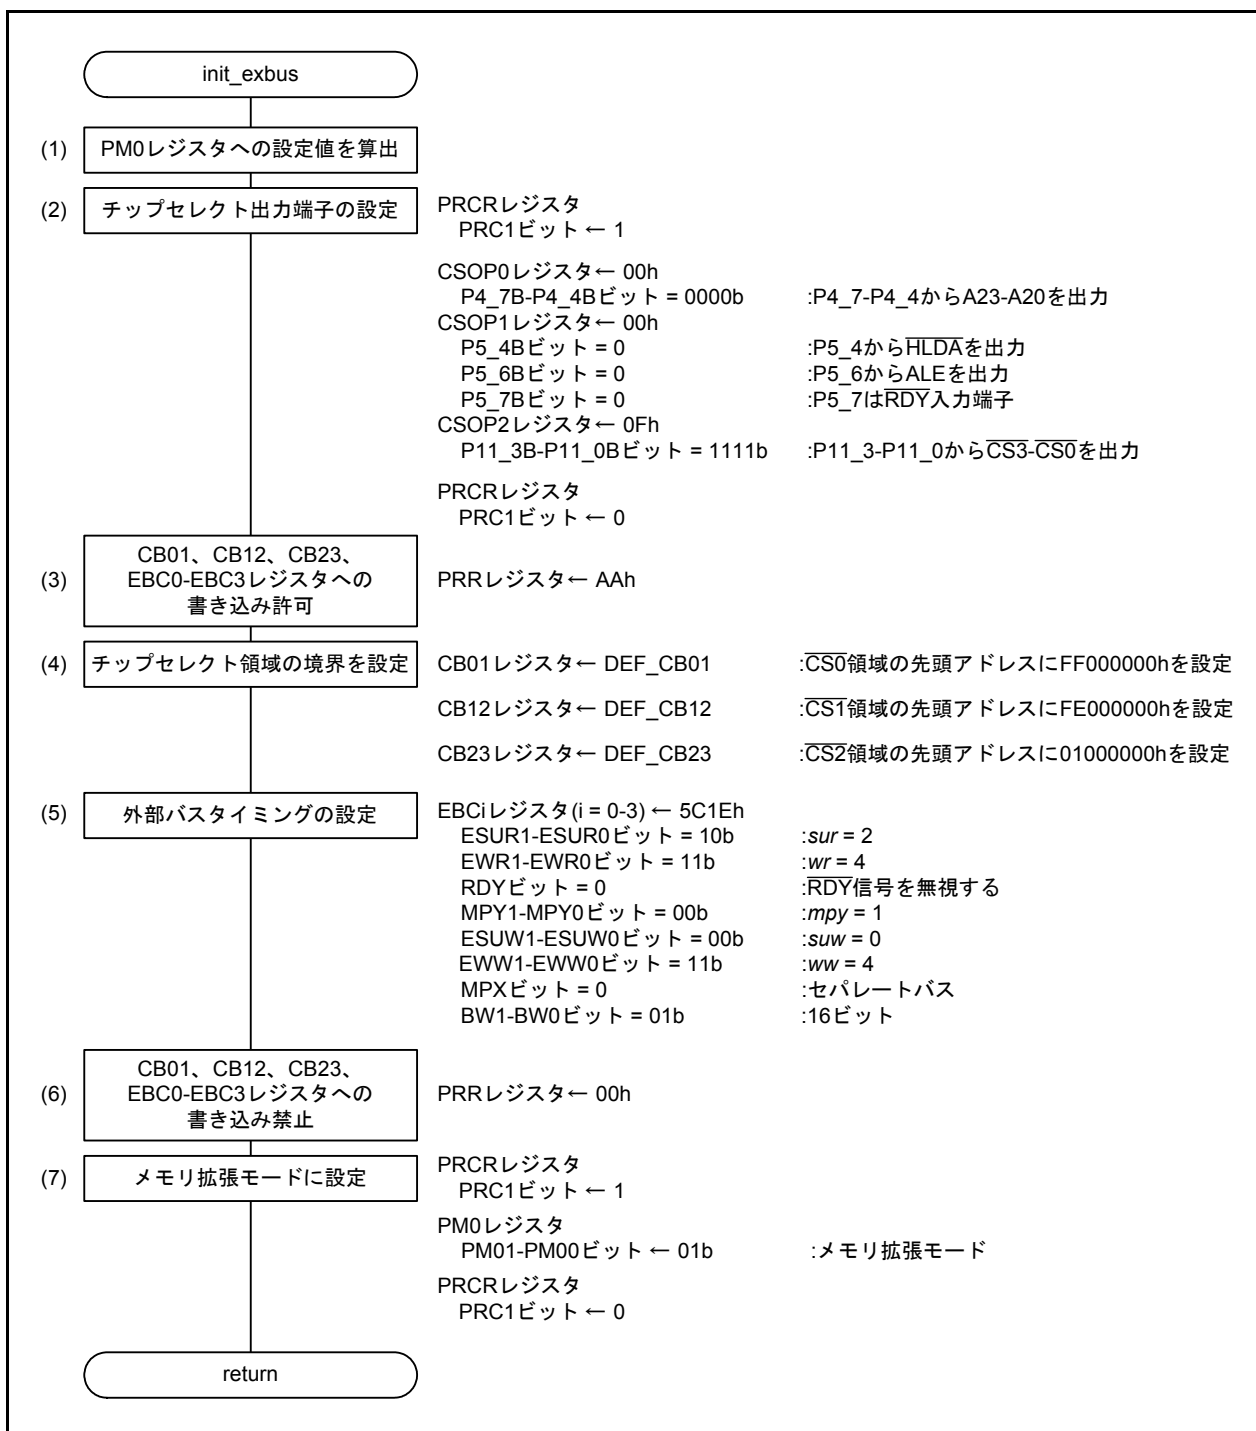 init_exbus
(1) PM0レジスタへの設定値を算出
(2) チップセレクト出力端子の設定
PRCRレジスタ
PRC1ビット ← 1
CSOP0レジスタ← 00h
P4_7B-P4_4Bビット = 0000b :P4_7-P4_4からA23-A20を出力
CSOP1レジスタ← 00h
P5_4Bビット = 0 :P5_4からHLDAを出力
P5_6Bビット = 0 :P5_6からALEを出力
P5_7Bビット = 0 :P5_7はRDY入力端子
CSOP2レジスタ← 0Fh
P11_3B-P11_0Bビット = 1111b :P11_3-P11_0からCS3-CS0を出力
PRCRレジスタ
PRC1ビット ← 0
(3) CB01、CB12、CB23、
EBC0-EBC3レジスタへの
書き込み許可
PRRレジスタ← AAh
(4) チップセレクト領域の境界を設定
CB01レジスタ← DEF_CB01 :CS0領域の先頭アドレスにFF000000hを設定
CB12レジスタ← DEF_CB12 :CS1領域の先頭アドレスにFE000000hを設定
CB23レジスタ← DEF_CB23 :CS2領域の先頭アドレスに01000000hを設定
(5) 外部バスタイミングの設定
EBCiレジスタ(i = 0-3) ← 5C1Eh
ESUR1-ESUR0ビット = 10b :sur = 2
EWR1-EWR0ビット = 11b :wr = 4
RDYビット = 0 :RDY信号を無視する
MPY1-MPY0ビット = 00b :mpy = 1
ESUW1-ESUW0ビット = 00b :suw = 0
EWW1-EWW0ビット = 11b :ww = 4
MPXビット = 0 :セパレートバス
BW1-BW0ビット = 01b :16ビット
(6) CB01、CB12、CB23、
EBC0-EBC3レジスタへの
書き込み禁止
PRRレジスタ← 00h
(7) メモリ拡張モードに設定
PRCRレジスタ
PRC1ビット ← 1
PM0レジスタ
PM01-PM00ビット ← 01b :メモリ拡張モード
PRCRレジスタ
PRC1ビット ← 0
return